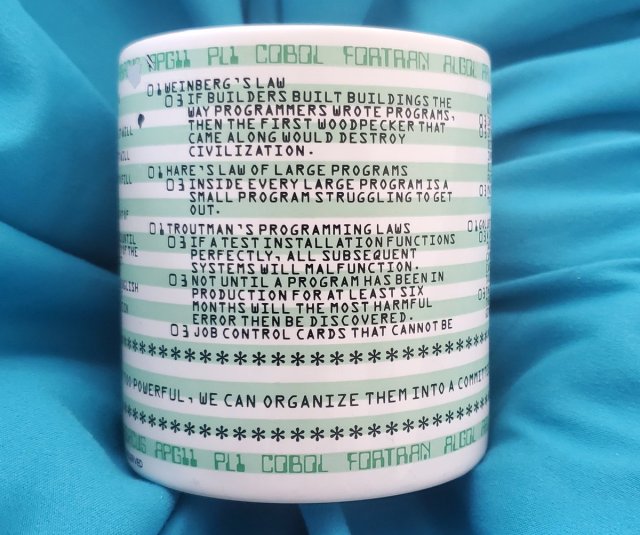 RPG11 PL1 COBOL FORTRAN ALGOL
01 WEINBERG'S LAW
03 IF BUILDERS BUILT BUILDINGS THE
WAY PROGRAMMERS WROTE PROGRAMS,
THEN THE FIRST WOODPECKER THAT
CAME ALONG WOULD DESTROY
CIVILIZATION.
01 HARE'S LAW OF LARGE PROGRAMS
03 INSIDE EVERY LARGE PROGRAM IS A
SMALL PROGRAM STRUGGLING TO GET
OUT.
01 TROUTMAN'S PROGRAMMING LAWS
03 IF A TEST INSTALLATION FUNCTIONS
PERFECTLY, ALL SUBSEQUENT
SYSTEMS WILL MALFUNCTION.
03 NOT UNTIL A PROGRAM HAS BEEN IN
PRODUCTION FOR AT LEAST SIX
MONTHS WILL THE MOST HARMFUL
ERROR THEN BE DISCOVERED.
03 JOB CONTROL CARDS THAT CANNOT BE
****************************
POWERFUL, WE CAN ORGANIZE THEM INTO A
****************************
RPG11 PL1 COBOL FORTRAN ALGOL